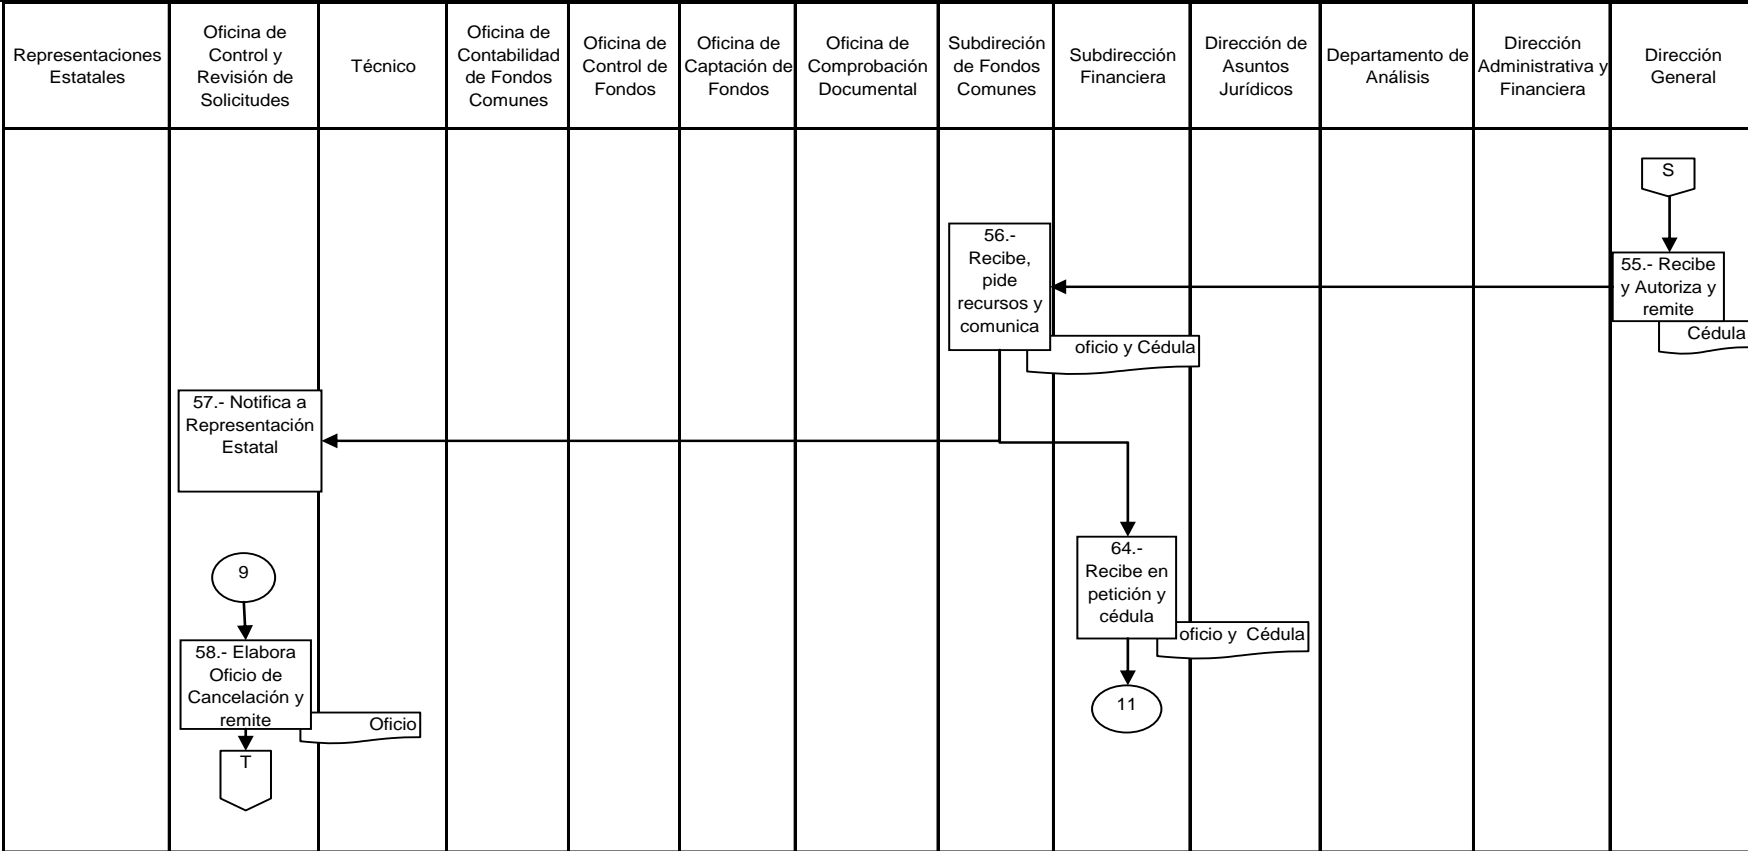 Representaciones
Estatales
Oficina de
Control y
Revisión de
Solicitudes
Técnico
Oficina de
Contabilidad
de Fondos
Comunes
Oficina de
Control de
Fondos
Oficina de
Captación de
Fondos
Oficina de
Comprobación
Documental
Subdireción
de Fondos
Comunes
Subdirección
Financiera
Dirección de
Asuntos
Jurídicos
Departamento de
Análisis
Dirección
Administrativa y
Financiera
Dirección
General
S
55.- Recibe
y Autoriza y
remite
Cédula
56.-
Recibe,
pide
recursos y
comunica
oficio y Cédula
57.- Notifica a
Representación
Estatal
64.-
Recibe en
petición y
cédula
oficio y  Cédula
11
9
58.- Elabora
Oficio de
Cancelación y
remite
Oficio
T